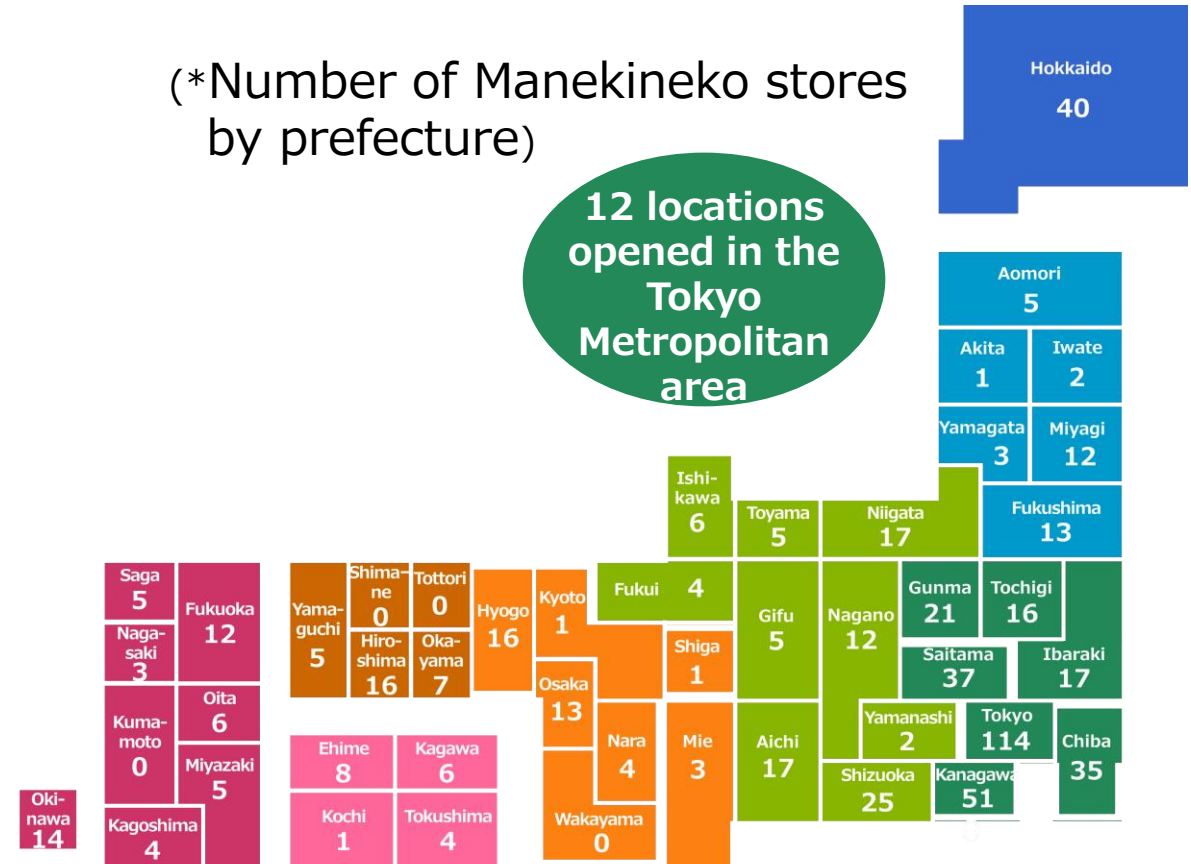 (*Number of Manekineko stores
by prefecture)
12 locations
opened in the
Tokyo
Metropolitan
area
Hokkaido
40
Aomori
5
Akita
1
Iwate
2
Yamagata
3
Miyagi
12
Fukushima
13
Ishi-
kawa
6
Toyama
5
Niigata
17
Fukui 4
Gifu
5
Nagano
12
Gunma
21
Tochigi
16
Saitama
37
Ibaraki
17
Yamanashi
2
Tokyo
114
Chiba
35
Aichi
17
Shizuoka
25
Kanagawa
51
Hyogo
16
Kyoto
1
Shiga
1
Osaka
13
Nara
4
Mie
3
Wakayama
0
Yama-
guchi
5
Shima-
ne
0
Tottori
0
Hiro-
shima
16
Oka-
yama
7
Ehime
8
Kagawa
6
Kochi
1
Tokushima
4
Saga
5
Fukuoka
12
Naga-
saki
3
Oita
6
Kuma-
moto
0
Miyazaki
5
Kagoshima
4
Oki-
nawa
14